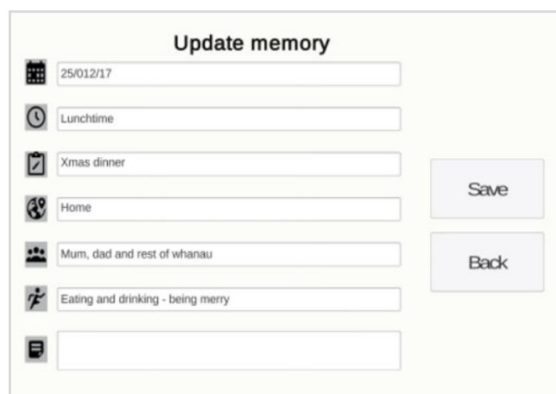 Update memory
25/012/17
Lunchtime
Xmas dinner
Home
Mum, dad and rest of whanau
Eating and drinking - being merry
Save
Back